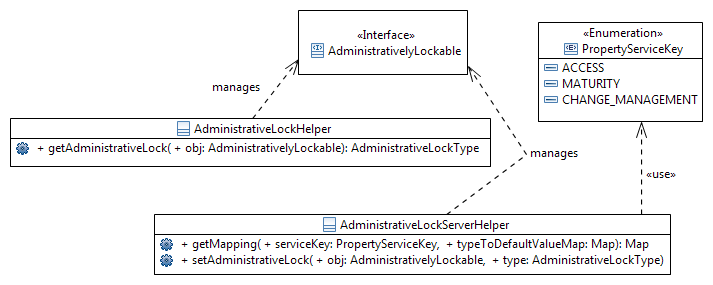 «Interface»
AdministrativelyLockable
«Enumeration»
PropertyServiceKey
ACCESS
MATURITY
CHANGE_MANAGEMENT
manages
AdministrativeLockHelper
+ getAdministrativeLock( + obj: AdministrativelyLockable): AdministrativeLockType
manages
«use»
AdministrativeLockServerHelper
+ getMapping( + serviceKey: PropertyServiceKey, + typeToDefaultValueMap: Map): Map
+ setAdministrativeLock( + obj: AdministrativelyLockable, + type: AdministrativeLockType)